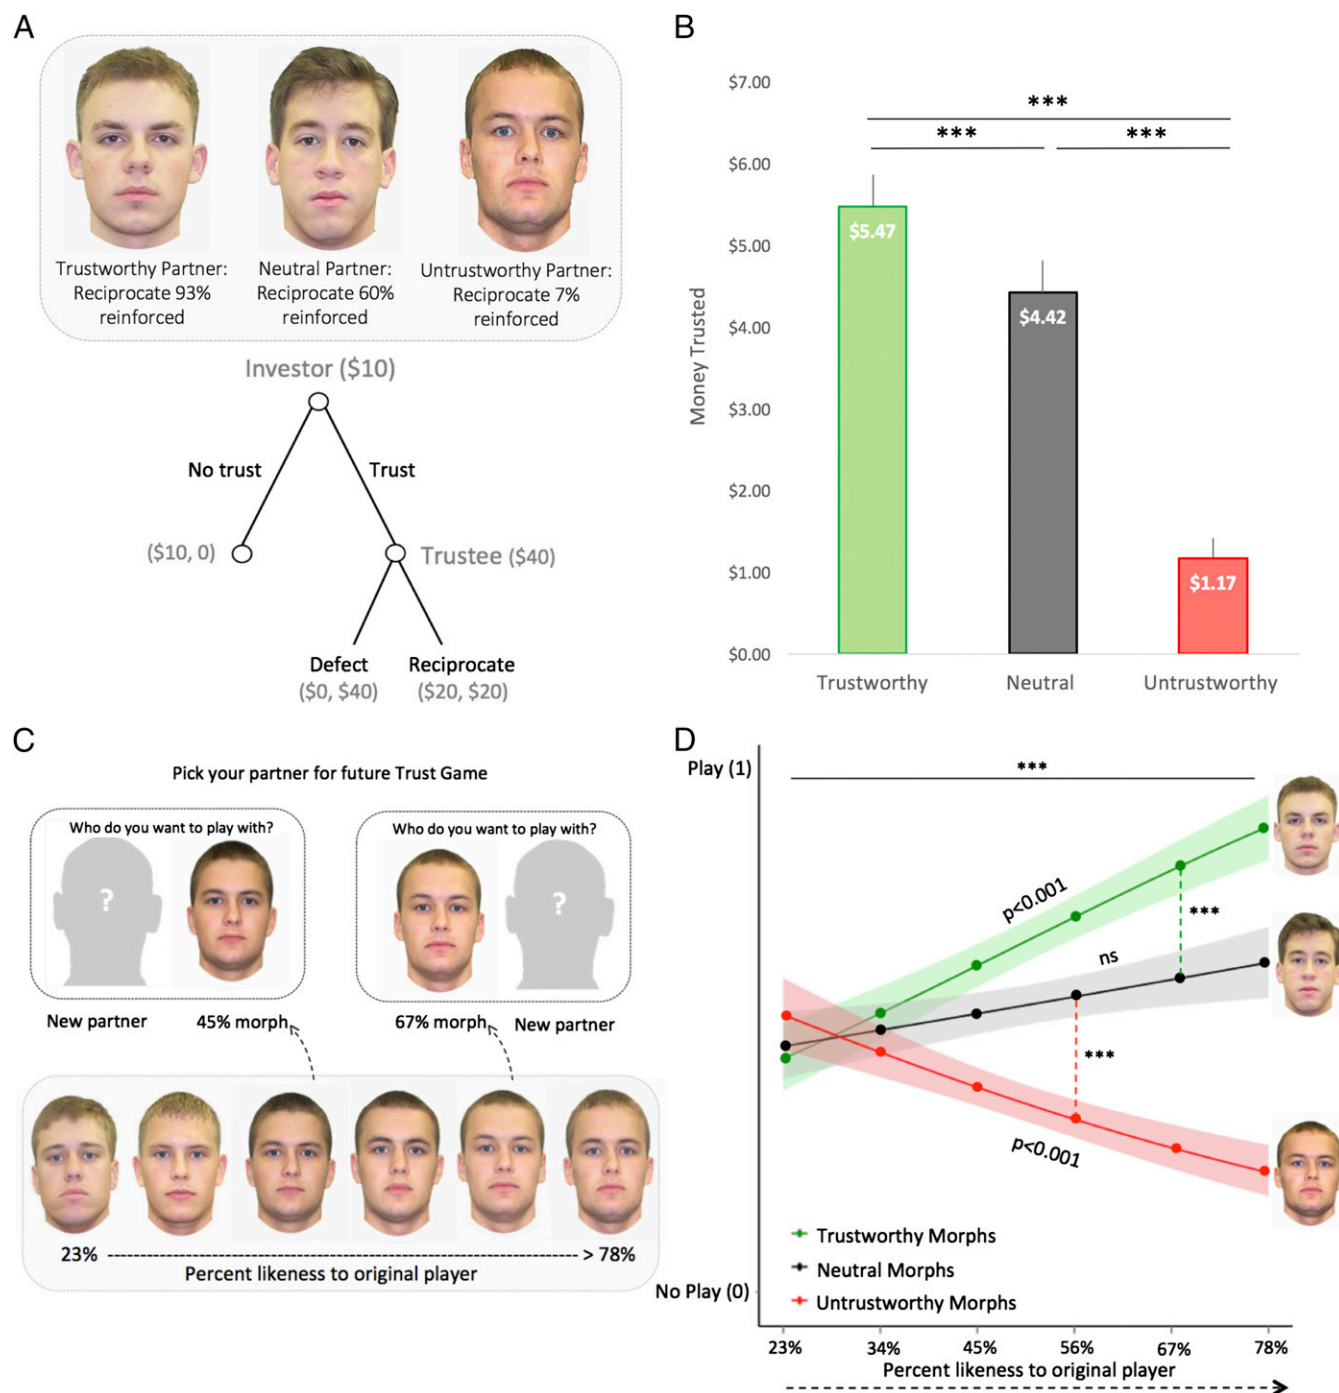 A
Trustworthy Partner:
Reciprocate 93%
reinforced
Neutral Partner:
Reciprocate 60%
reinforced
Untrustworthy Partner:
Reciprocate 7%
reinforced
Investor ($10)
No trust
Trust
($10, 0)
Trustee ($40)
Defect
($0, $40)
Reciprocate
($20, $20)
B
$7.00
$6.00
$5.00
$4.00
$3.00
$2.00
$1.00
$0.00
Money Trusted
***
***
***
$5.47
$4.42
$1.17
Trustworthy
Neutral
Untrustworthy
C
Pick your partner for future Trust Game
Who do you want to play with?
?
New partner
45% morph
Who do you want to play with?
?
67% morph
New partner
23%
> 78%
Percent likeness to original player
D
Play (1)
***
p<0.001
***
ns
***
p<0.001
Trustworthy Morphs
Neutral Morphs
Untrustworthy Morphs
No Play (0)
23%
34%
45%
56%
67%
78%
Percent likeness to original player